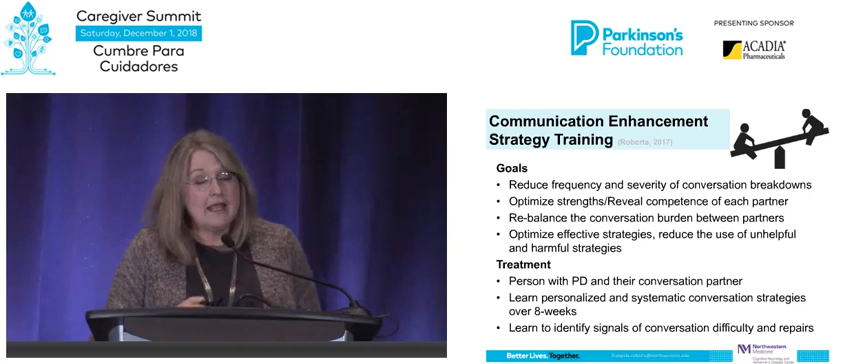 Caregiver Summit
Saturday, December 1, 2018
Cumbre Para
Cuidadores
Parkinson's
Foundation
PRESENTING SPONSOR
ACADIA®
Pharmaceuticals
Communication Enhancement
Strategy Training (Roberts, 2017)
Goals
• Reduce frequency and severity of conversation breakdowns
• Optimize strengths/Reveal competence of each partner
• Re-balance the conversation burden between partners
• Optimize effective strategies, reduce the use of unhelpful
and harmful strategies
Treatment
• Person with PD and their conversation partner
• Learn personalized and systematic conversation strategies
over 8-weeks
• Learn to identify signals of conversation difficulty and repairs
Better Lives. Together.
Northwestern
Medicine